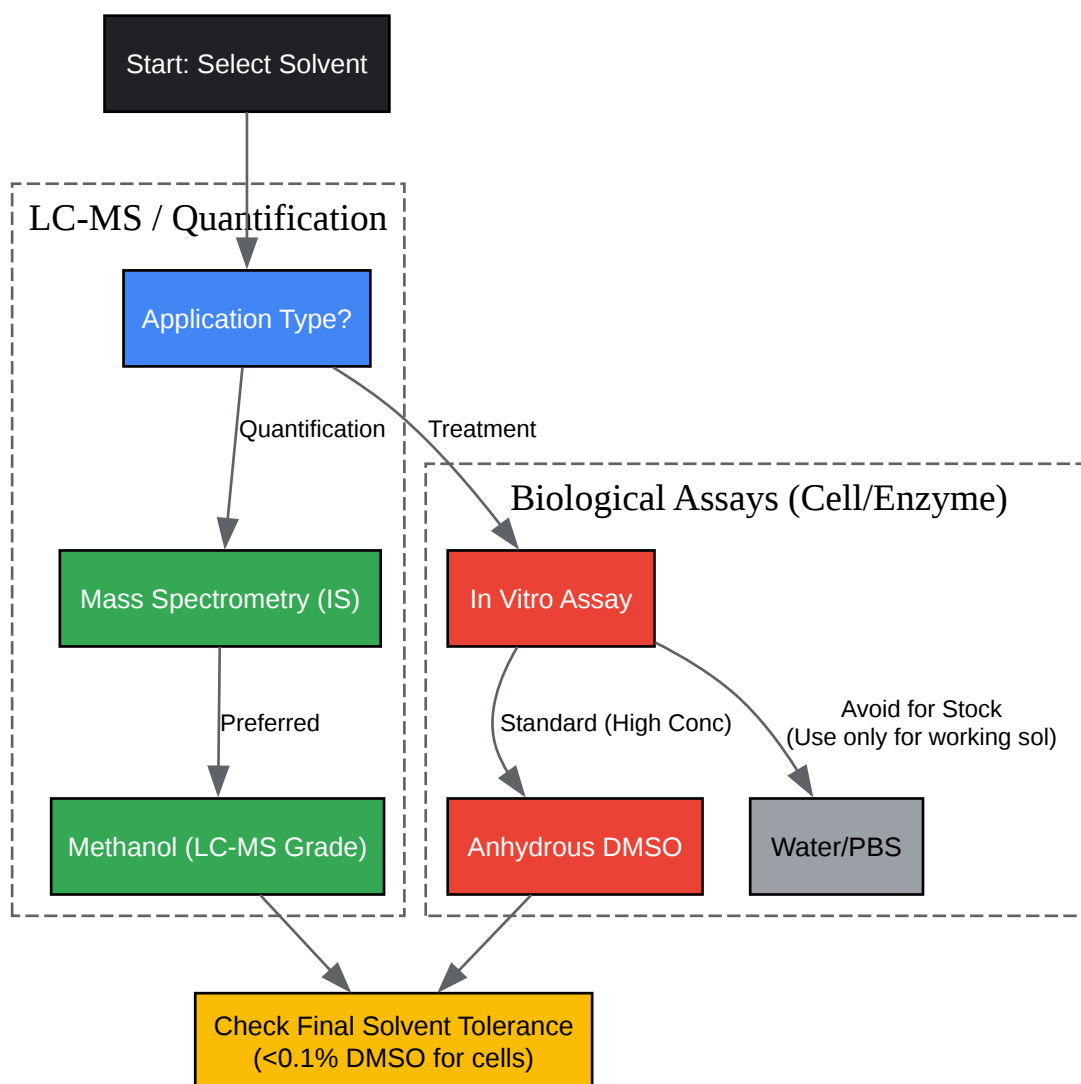 Start: Select Solvent
LC-MS / Quantification
Application Type?
Quantification
Treatment
Biological Assays (Cell/Enzyme)
Mass Spectrometry (IS)
In Vitro Assay
Preferred
Standard (High Conc)
Avoid for Stock
(Use only for working sol)
Methanol (LC-MS Grade)
Anhydrous DMSO
Water/PBS
Check Final Solvent Tolerance
(<0.1% DMSO for cells)